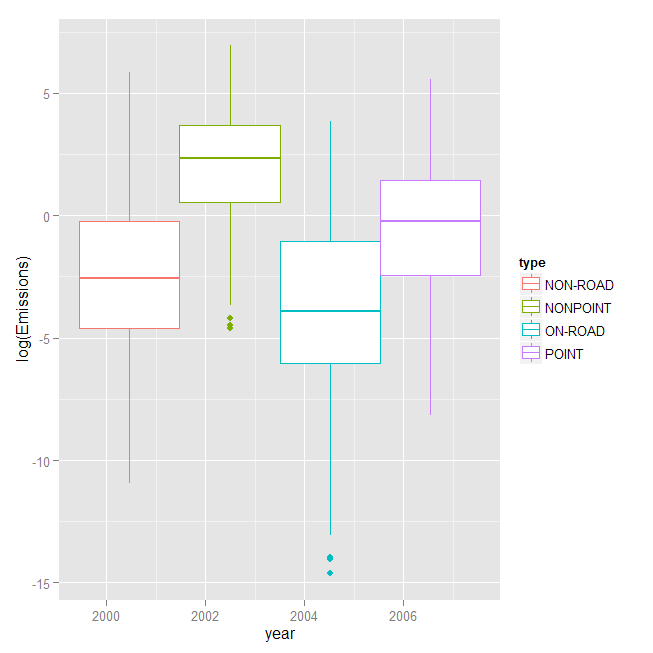 5
0
-5
-10
-15
log(Emissions)
2000 2002 2004 2006
year
type
NON-ROAD
NONPOINT
ON-ROAD
POINT